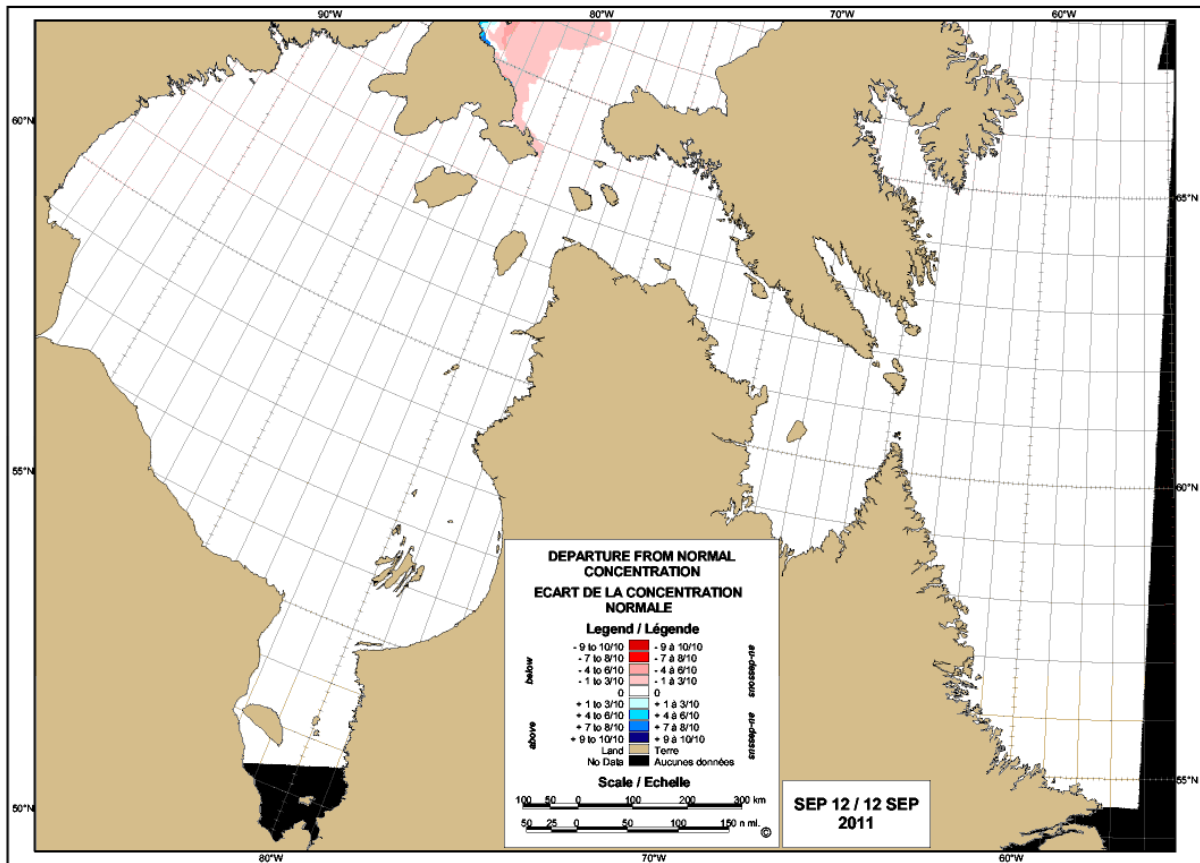 90°W 80°W 70°W 60°W
60°N
65°N
55°N
60°N
50°N
55°N
80°W 70°W 60°W
DEPARTURE FROM NORMAL
CONCENTRATION
ECART DE LA CONCENTRATION
NORMALE
Legend / Légende
below
au-dessous
- 9 to 10/10 - 9 à 10/10
- 7 to 8/10 - 7 à 8/10
- 4 to 6/10 - 4 à 6/10
- 1 to 3/10 - 1 à 3/10
0 0
above
au-dessus
+ 1 to 3/10 + 1 à 3/10
+ 4 to 6/10 + 4 à 6/10
+ 7 to 8/10 + 7 à 8/10
+ 9 to 10/10 + 9 à 10/10
Land Terre
No Data Aucunes données
Scale / Echelle
100 50 0 100 200 300 km
50 25 0 50 100 150 n mi.
©
SEP 12 / 12 SEP
2011